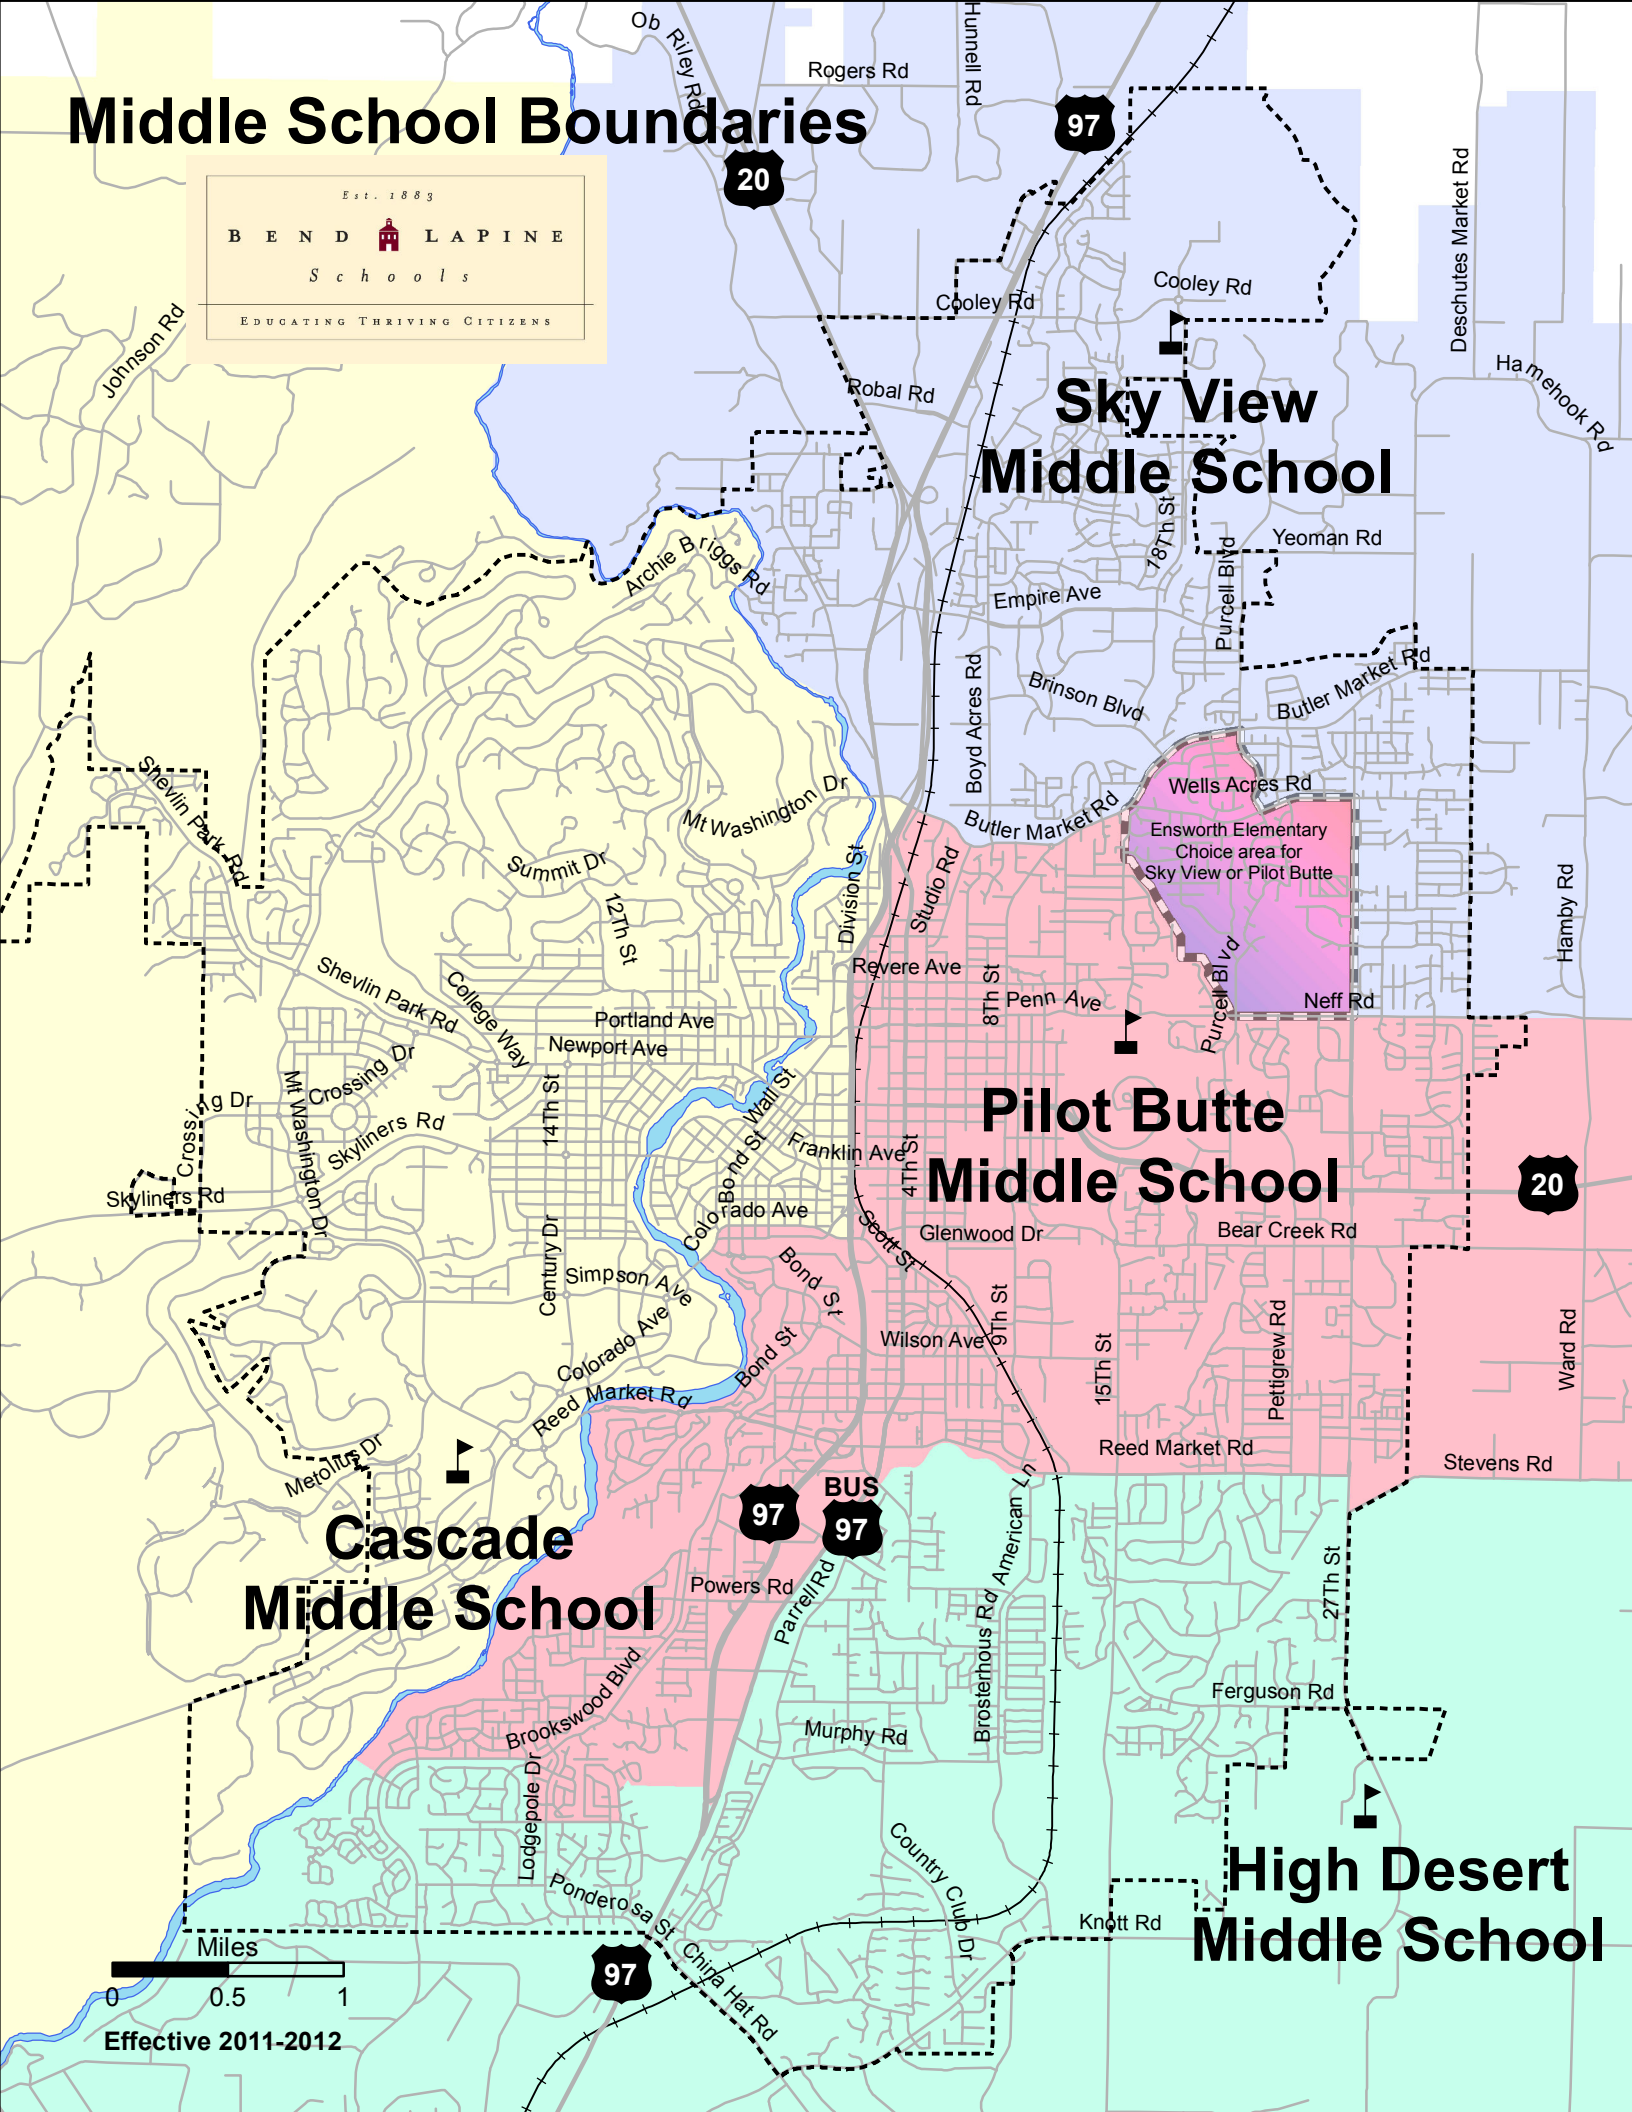 Ob Riley Rd
Rogers Rd
Hunnell Rd
Middle School Boundaries
97
20
Est. 1883
BEND LAPINE
Schools
EDUCATING THRIVING CITIZENS
Johnson Rd
Cooley Rd
Cooley Rd
Deschutes Market Rd
Hamehook Rd
Robal Rd
Sky View
Middle School
18Th St
Yeoman Rd
Purcell Blvd
Archie Briggs Rd
Empire Ave
Boyd Acres Rd
Brinson Blvd
Butler Market Rd
Shevlin Park Rd
Mt Washington Dr
Wells Acres Rd
Butler Market Rd
Ensworth Elementary
Choice area for
Sky View or Pilot Butte
Summit Dr
12Th St
Division St
Studio Rd
Hamby Rd
Revere Ave
Shevlin Park Rd
College Way
8Th St
Penn Ave
Purcell Blvd
Neff Rd
Portland Ave
Newport Ave
Crossing Dr
Crossing Dr
Mt Washington Dr
Skyliners Rd
14Th St
Wall St
Bond St
Franklin Ave
4Th St
Pilot Butte
Middle School
20
Skyliners Rd
Colorado Ave
Scott St
Glenwood Dr
Bear Creek Rd
Century Dr
Simpson Ave
Bond St
Colorado Ave
Bond St
Wilson Ave
9Th St
15Th St
Pettigrew Rd
Ward Rd
Reed Market Rd
Metolius Dr
Reed Market Rd
Stevens Rd
Cascade
Middle School
97
BUS
97
American Ln
27Th St
Powers Rd
Parrell Rd
Brosterhous Rd
Brookswood Blvd
Ferguson Rd
Murphy Rd
Lodgepole Dr
Country Club Dr
High Desert
Middle School
Ponderosa St
Knott Rd
97
China Hat Rd
Miles
0 0.5 1
Effective 2011-2012